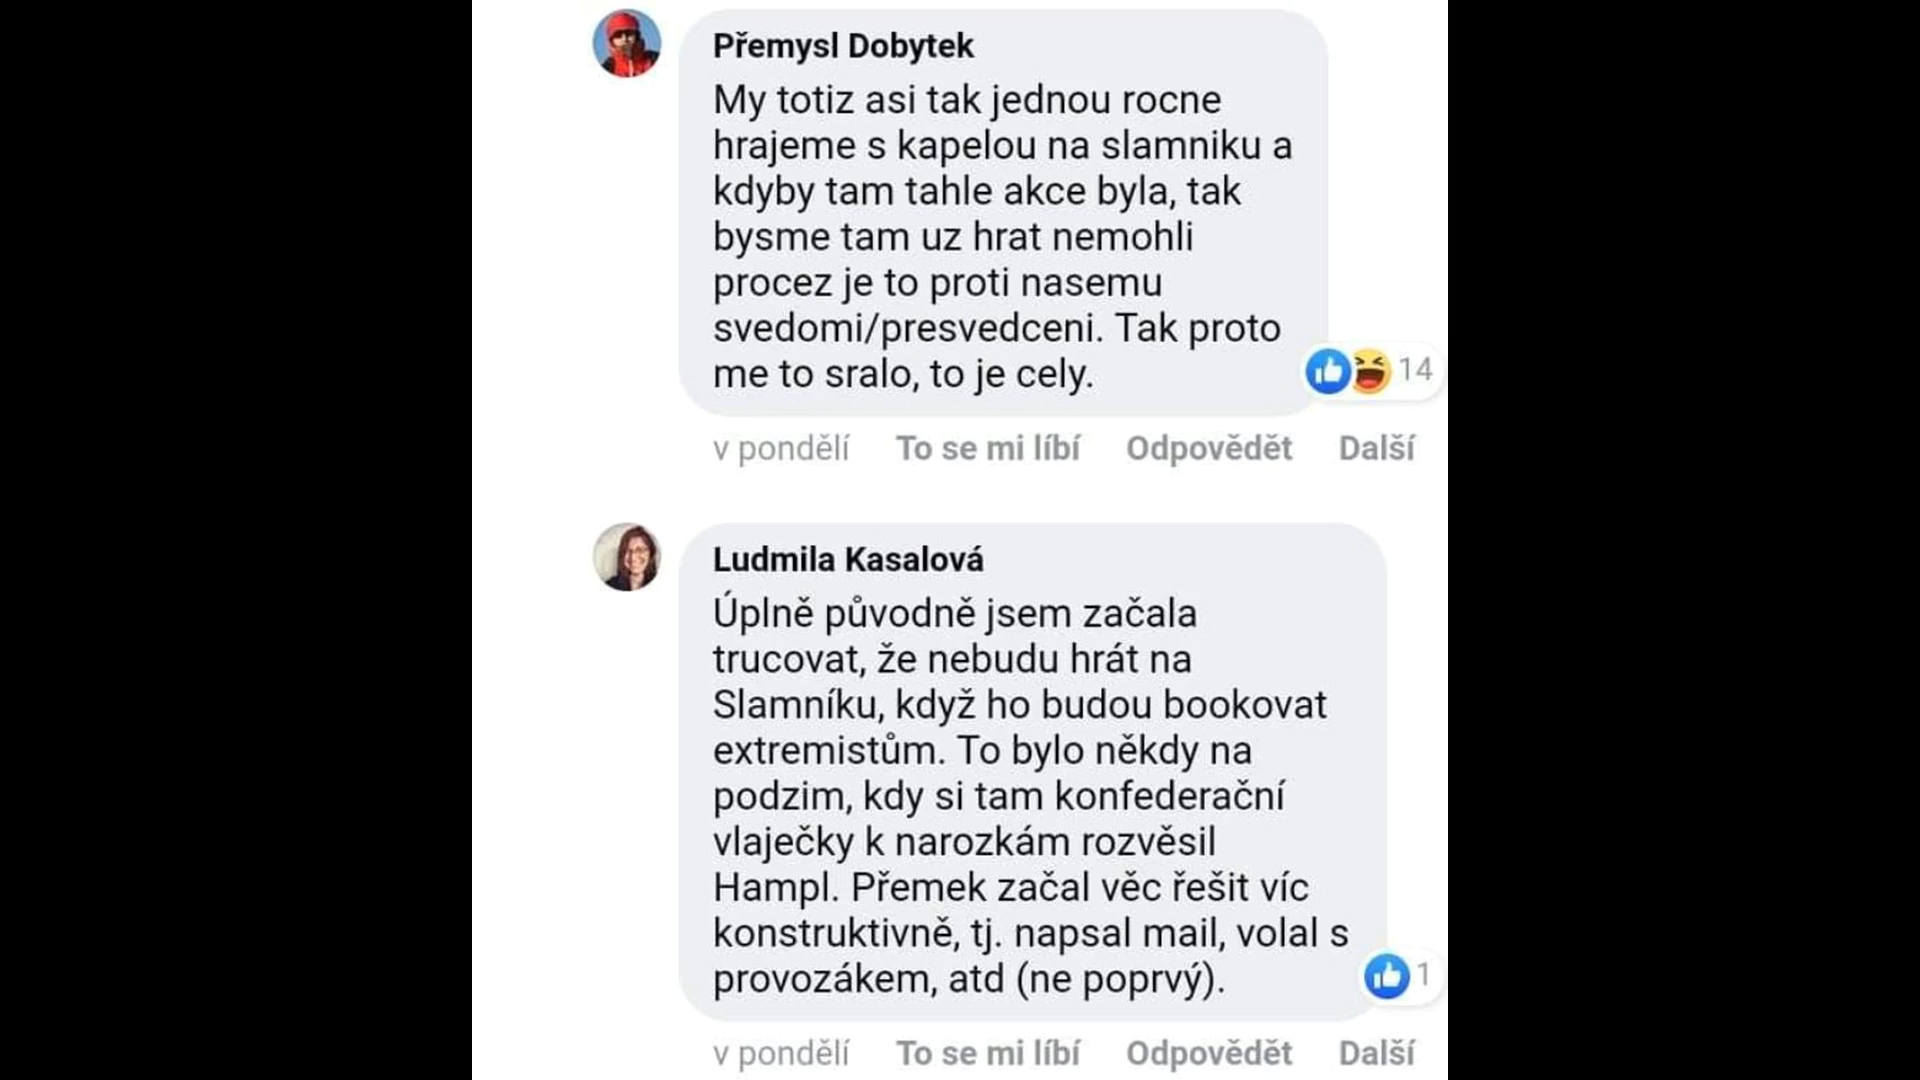 Přemysl Dobytek
My totiz asi tak jednou rocne
hrajeme s kapelou na slamniku a
kdyby tam tahle akce byla, tak
bysme tam uz hrat nemohli
procez je to proti nasemu
svedomi/presvedceni. Tak proto
me to sralo, to je cely.
14
v pondělí To se mi líbí Odpovědět Další
Ludmila Kasalová
Úplně původně jsem začala
trucovat, že nebudu hrát na
Slamníku, když ho budou bookovat
extremistům. To bylo někdy na
podzim, kdy si tam konfederační
vlaječky k narozkám rozvěsil
Hampl. Přemek začal věc řešit víc
konstruktivně, tj. napsal mail, volal s
provozákem, atd (ne poprvý).
1
v pondělí To se mi líbí Odpovědět Další